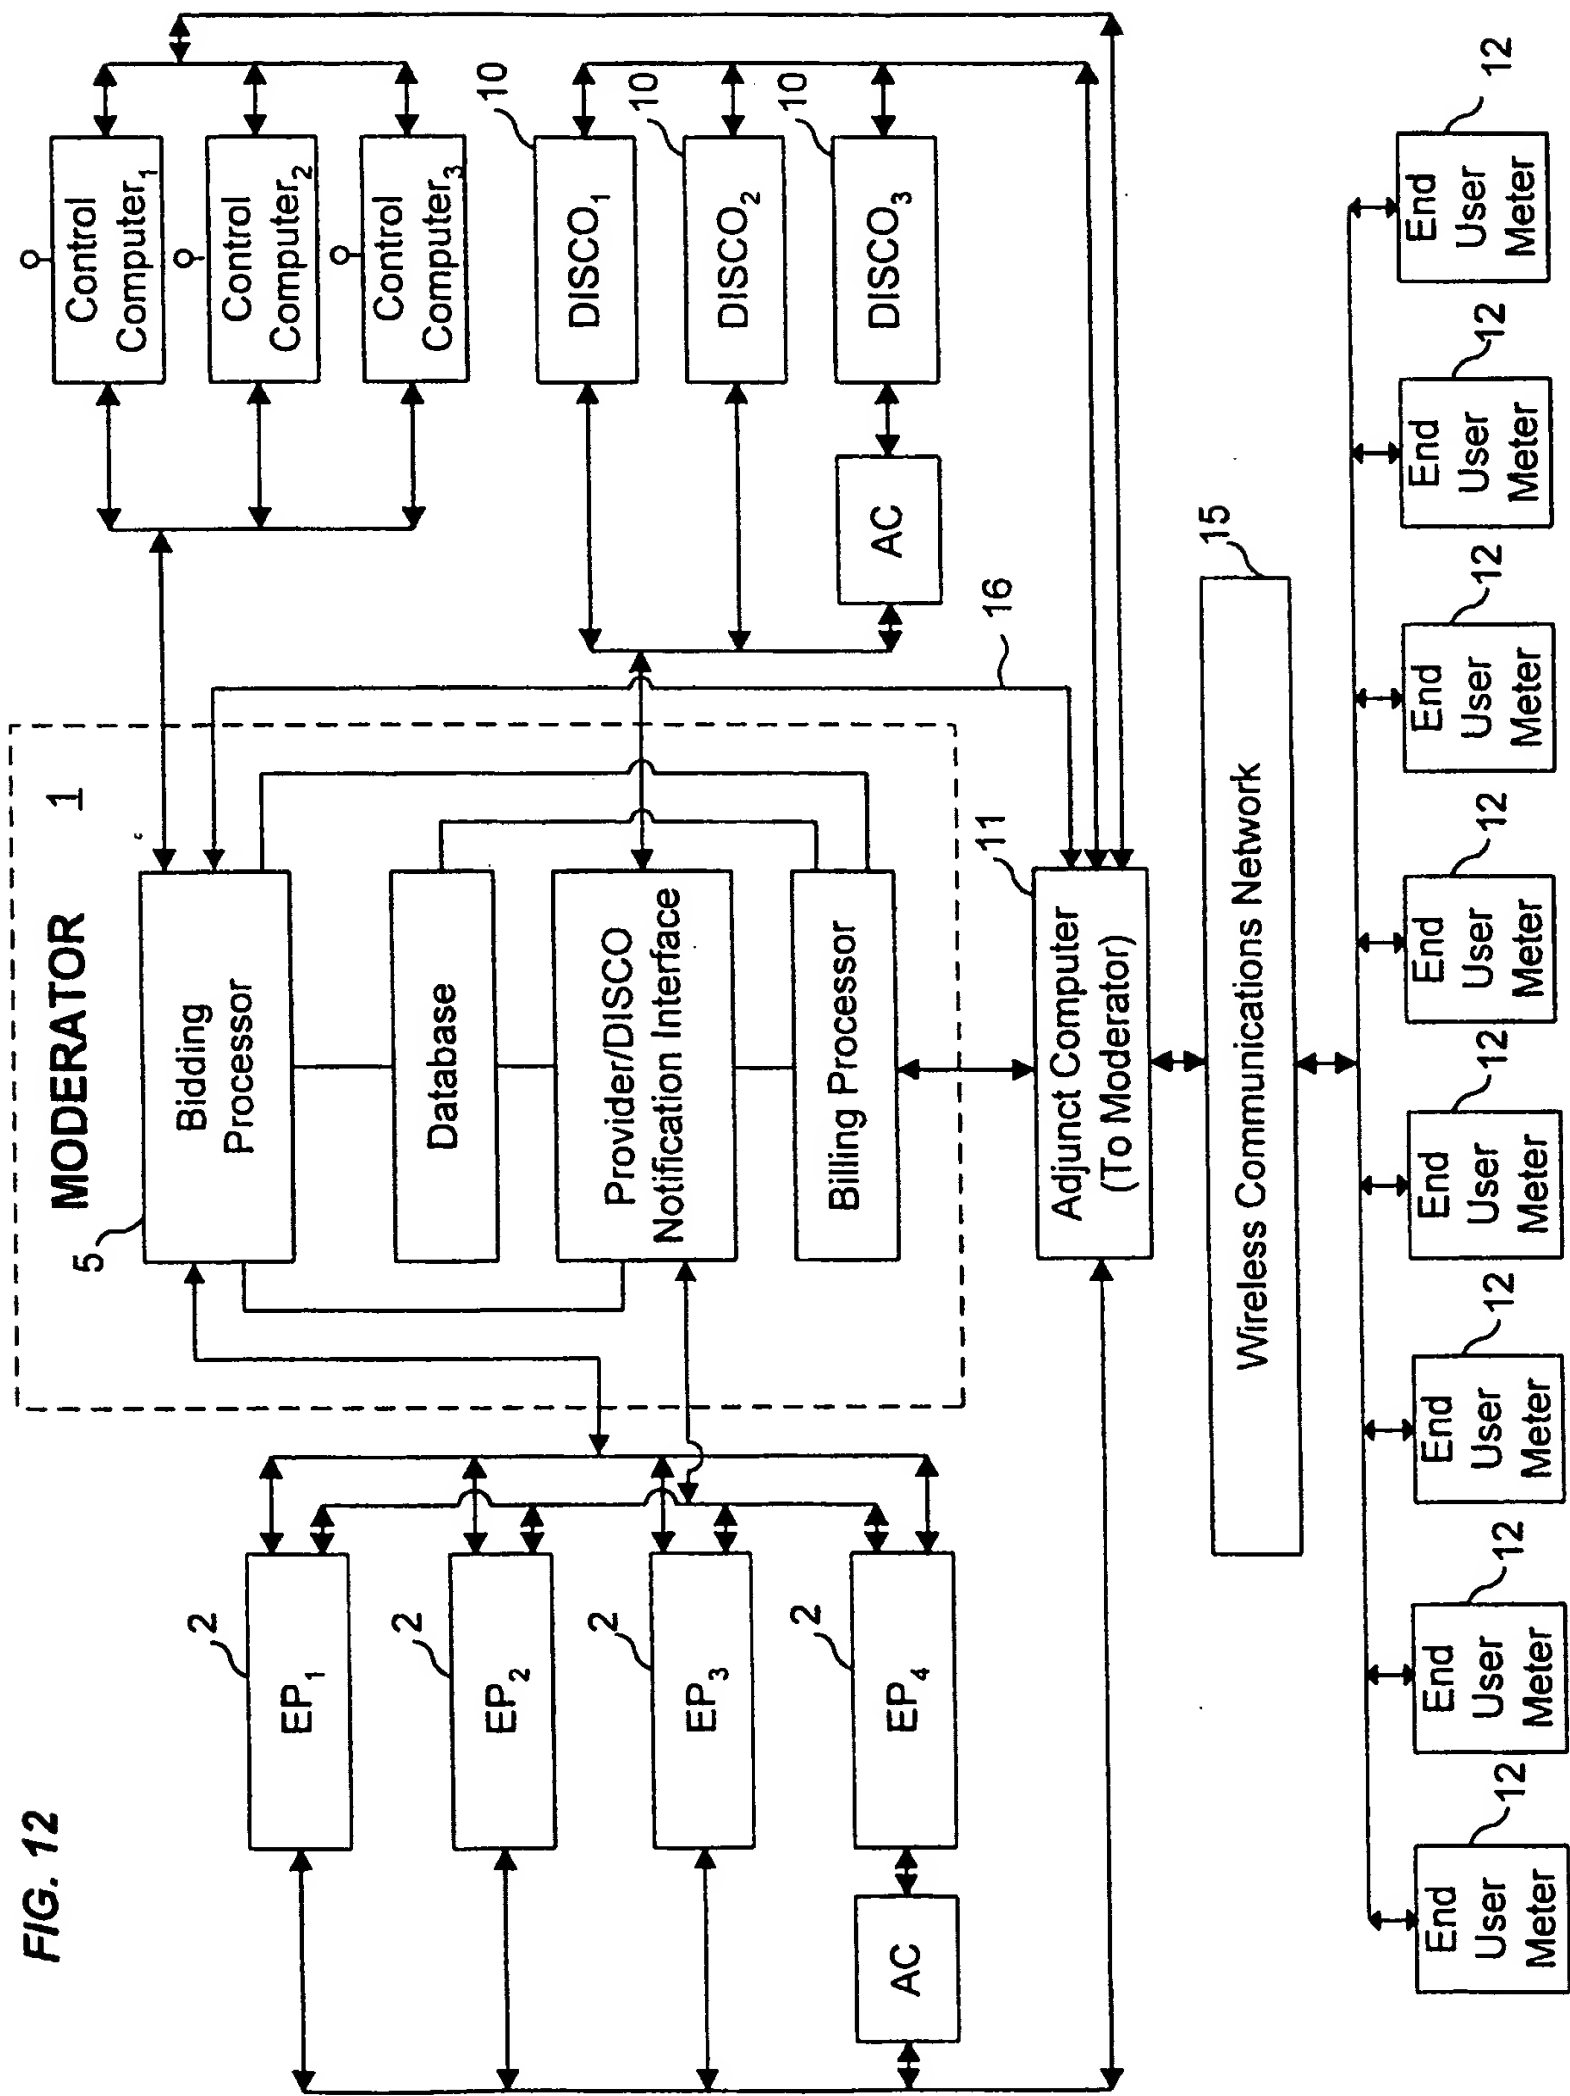 FIG. 12
MODERATOR
1
5
Bidding
Processor
Database
Provider/DISCO
Notification Interface
Billing Processor
2
EP1
2
EP2
2
EP3
2
EP4
AC
Control
Computer1
Control
Computer2
Control
Computer3
10
DISCO1
10
DISCO2
10
DISCO3
AC
16
11
Adjunct Computer
(To Moderator)
15
Wireless Communications Network
12
End
User
Meter
12
End
User
Meter
12
End
User
Meter
12
End
User
Meter
12
End
User
Meter
12
End
User
Meter
12
End
User
Meter
12
End
User
Meter